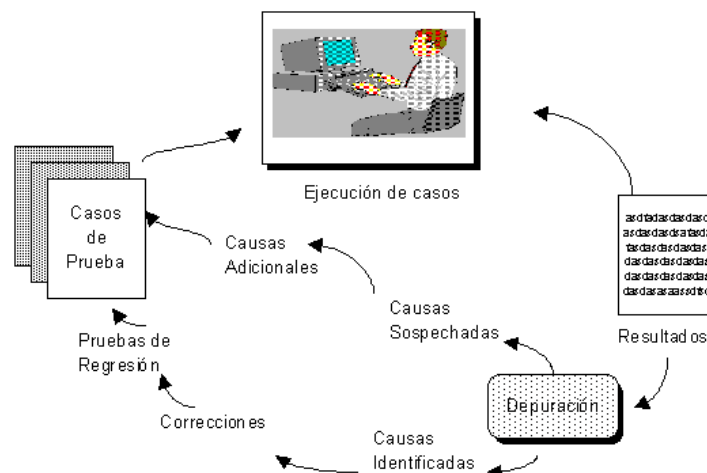 Ejecución de casos
Casos
de
Prueba
Causas
Adicionales
Causas
Sospechadas
Resultados
Pruebas de
Regresión
Depuración
Correcciones
Causas
Identificadas